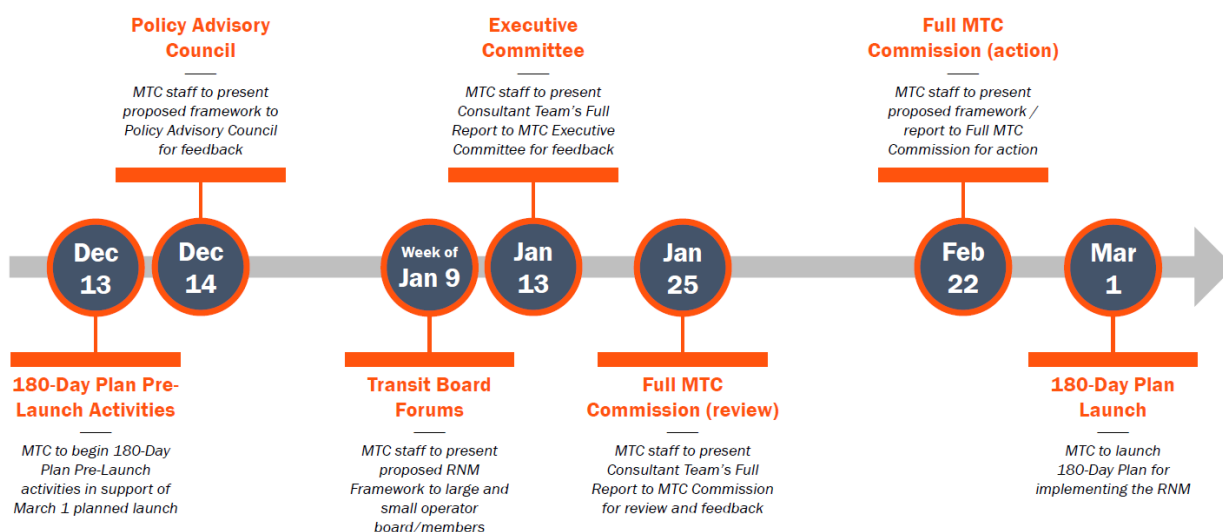 Policy Advisory
Council
MTC staff to present
proposed framework to
Policy Advisory Council
for feedback
Executive
Committee
MTC staff to present
Consultant Team's Full
Report to MTC Executive
Committee for feedback
Full MTC
Commission (action)
MTC staff to present
proposed framework /
report to Full MTC
Commission for action
Dec
13
Dec
14
Week of
Jan 9
Jan
13
Jan
25
Feb
22
Mar
1
180-Day Plan Pre-
Launch Activities
MTC to begin 180-Day
Plan Pre-Launch
activities in support of
March 1 planned launch
Transit Board
Forums
MTC staff to present
proposed RNM
Framework to large and
small operator
board/members
Full MTC
Commission (review)
MTC staff to present
Consultant Team's Full
Report to MTC Commission
for review and feedback
180-Day Plan
Launch
MTC to launch
180-Day Plan for
implementing the RNM